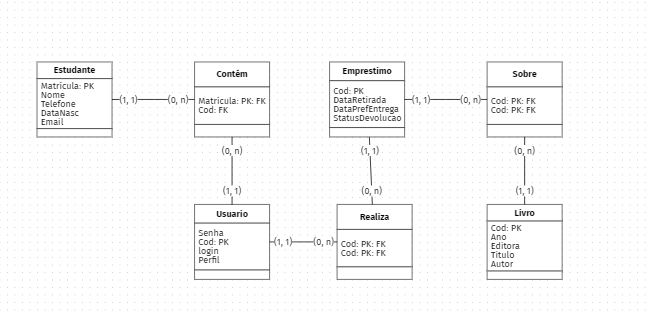 Estudante
Matricula: PK
Nome
Telefone
DataNasc
Email
(1, 1)
(0, n)
Contém
Matricula: PK: FK
Cod: FK
Emprestimo
Cod: PK
DataRetirada
DataPrefEntrega
StatusDevolucao
(1, 1)
(0, n)
Sobre
Cod: PK: FK
Cod: PK: FK
(0, n)
(1, 1)
(1, 1)
(0, n)
(0, n)
(1, 1)
Usuario
Senha
Cod: PK
login
Perfil
(1, 1)
(0, n)
Realiza
Cod: PK: FK
Cod: PK: FK
Livro
Cod: PK
Ano
Editora
Titulo
Autor